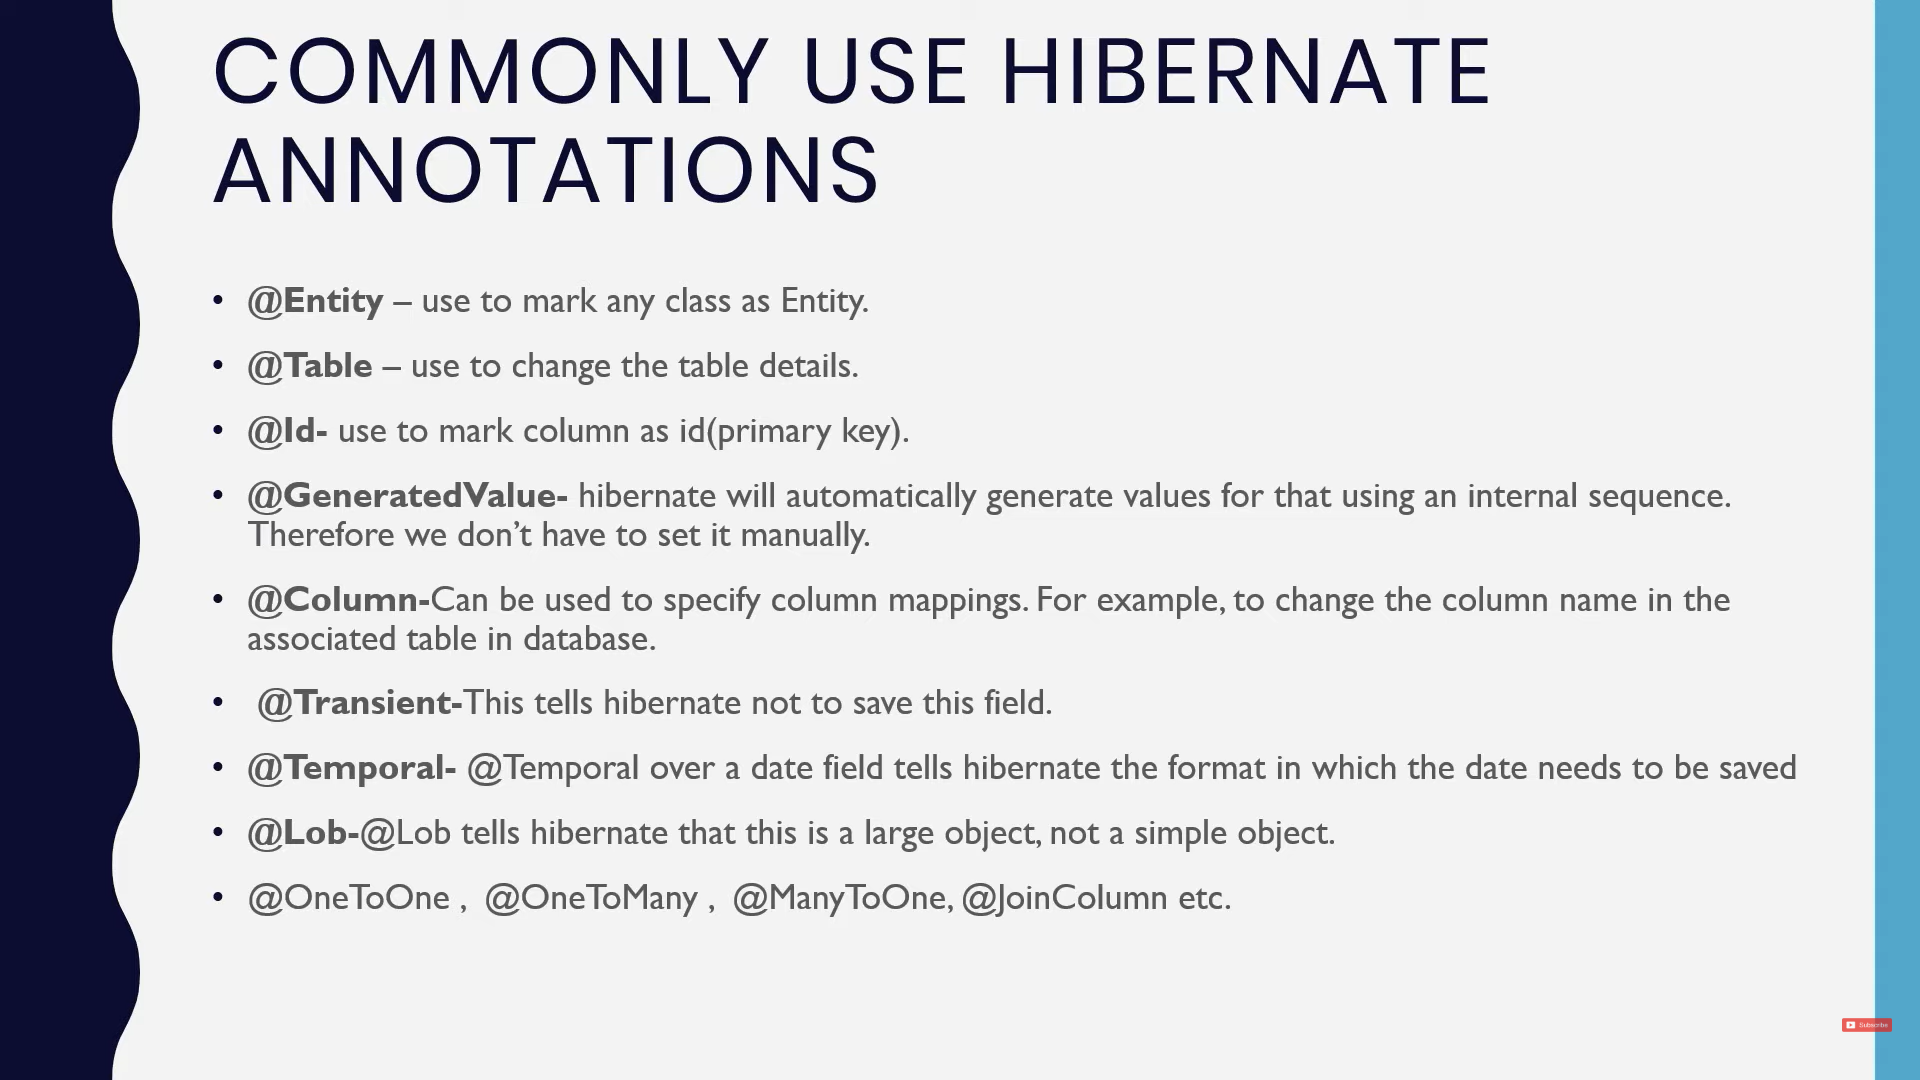 COMMONLY USE HIBERNATE
ANNOTATIONS
• @Entity – use to mark any class as Entity.
• @Table – use to change the table details.
• @Id- use to mark column as id(primary key).
• @GeneratedValue- hibernate will automatically generate values for that using an internal sequence.
Therefore we don’t have to set it manually.
• @Column-Can be used to specify column mappings. For example, to change the column name in the
associated table in database.
• @Transient-This tells hibernate not to save this field.
• @Temporal- @Temporal over a date field tells hibernate the format in which the date needs to be saved
• @Lob-@Lob tells hibernate that this is a large object, not a simple object.
• @OneToOne , @OneToMany , @ManyToOne, @JoinColumn etc.
Subscribe